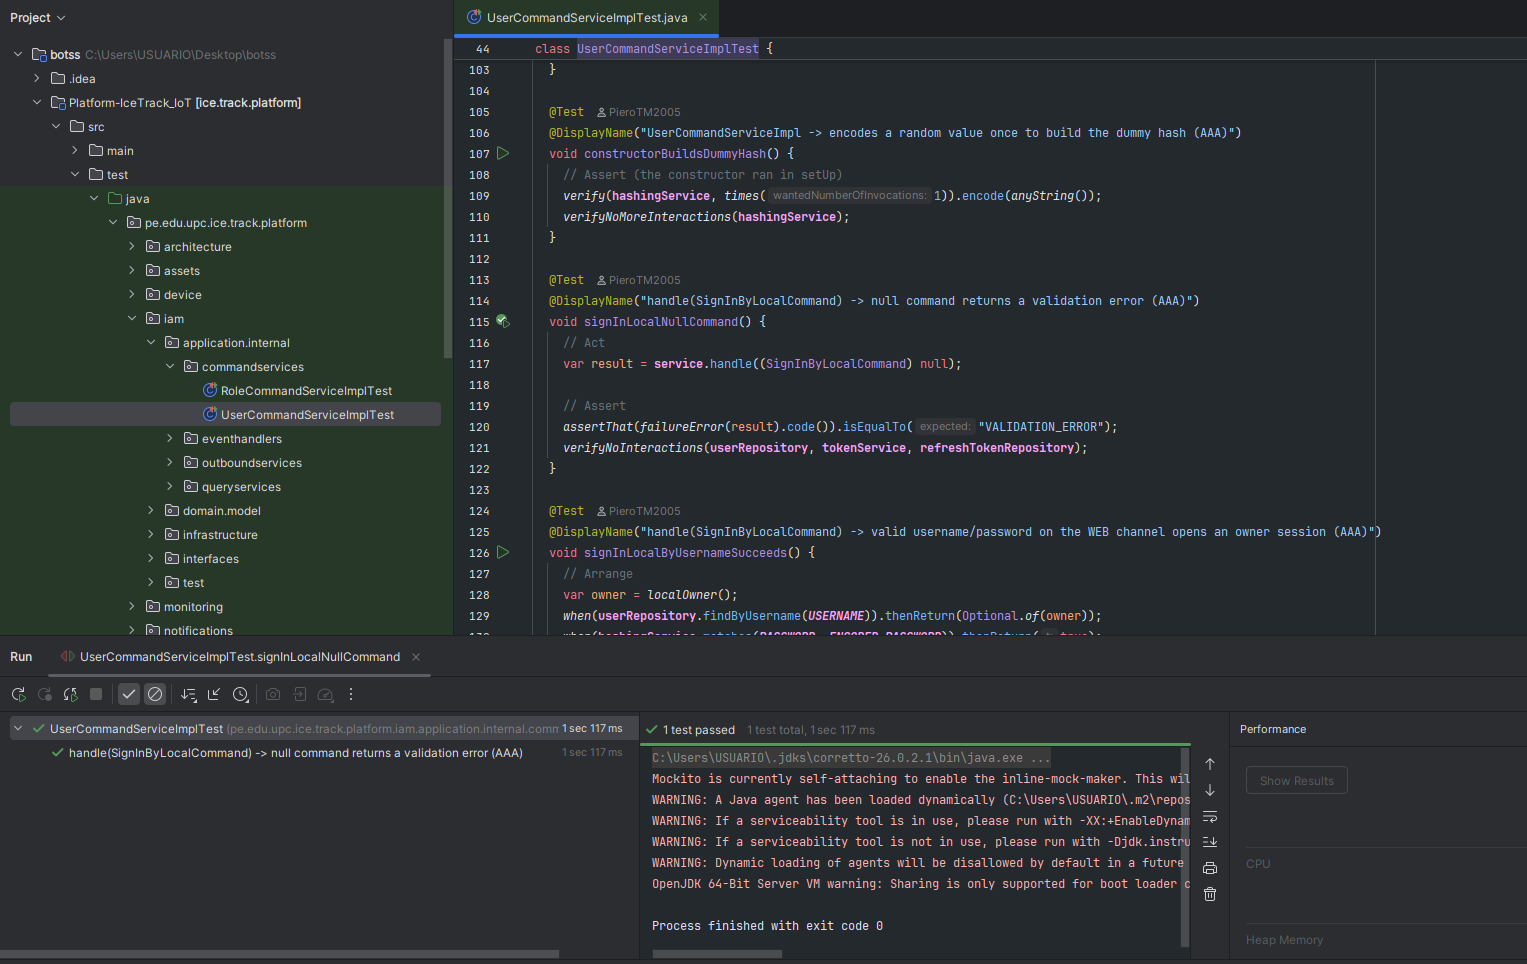 Project
UserCommandServiceImplTest.java
botss C:\Users\USUARIO\Desktop\botss
.idea
Platform-IceTrack_IoT [ice.track.platform]
src
main
test
java
pe.edu.upc.ice.track.platform
architecture
assets
device
iam
application.internal
commandservices
RoleCommandServiceImplTest
UserCommandServiceImplTest
eventhandlers
outboundservices
queryservices
domain.model
infrastructure
interfaces
test
monitoring
notifications
44 class UserCommandServiceImplTest {
103 }
104
105 @Test PieroTM2005
106 @DisplayName("UserCommandServiceImpl -> encodes a random value once to build the dummy hash (AAA)")
107 void constructorBuildsDummyHash() {
108 // Assert (the constructor ran in setUp)
109 verify(hashingService, times( wantedNumberOfInvocations: 1)).encode(anyString());
110 verifyNoMoreInteractions(hashingService);
111 }
112
113 @Test PieroTM2005
114 @DisplayName("handle(SignInByLocalCommand) -> null command returns a validation error (AAA)")
115 void signInLocalNullCommand() {
116 // Act
117 var result = service.handle((SignInByLocalCommand) null);
118
119 // Assert
120 assertThat(failureError(result).code()).isEqualTo( expected: "VALIDATION_ERROR");
121 verifyNoInteractions(userRepository, tokenService, refreshTokenRepository);
122 }
123
124 @Test PieroTM2005
125 @DisplayName("handle(SignInByLocalCommand) -> valid username/password on the WEB channel opens an owner session (AAA)")
126 void signInLocalByUsernameSucceeds() {
127 // Arrange
128 var owner = localOwner();
129 when(userRepository.findByUsername(USERNAME)).thenReturn(Optional.of(owner));
Run UserCommandServiceImplTest.signInLocalNullCommand
UserCommandServiceImplTest (pe.edu.upc.ice.track.platform.iam.application.internal.comm 1 sec 117 ms
handle(SignInByLocalCommand) -> null command returns a validation error (AAA) 1 sec 117 ms
1 test passed 1 test total, 1 sec 117 ms
C:\Users\USUARIO\.jdks\corretto-26.0.2.1\bin\java.exe ...
Mockito is currently self-attaching to enable the inline-mock-maker. This wil
WARNING: A Java agent has been loaded dynamically (C:\Users\USUARIO\.m2\repos
WARNING: If a serviceability tool is in use, please run with -XX:+EnableDynam
WARNING: If a serviceability tool is not in use, please run with -Djdk.instru
WARNING: Dynamic loading of agents will be disallowed by default in a future
OpenJDK 64-Bit Server VM warning: Sharing is only supported for boot loader c
Process finished with exit code 0
Performance
Show Results
CPU
Heap Memory